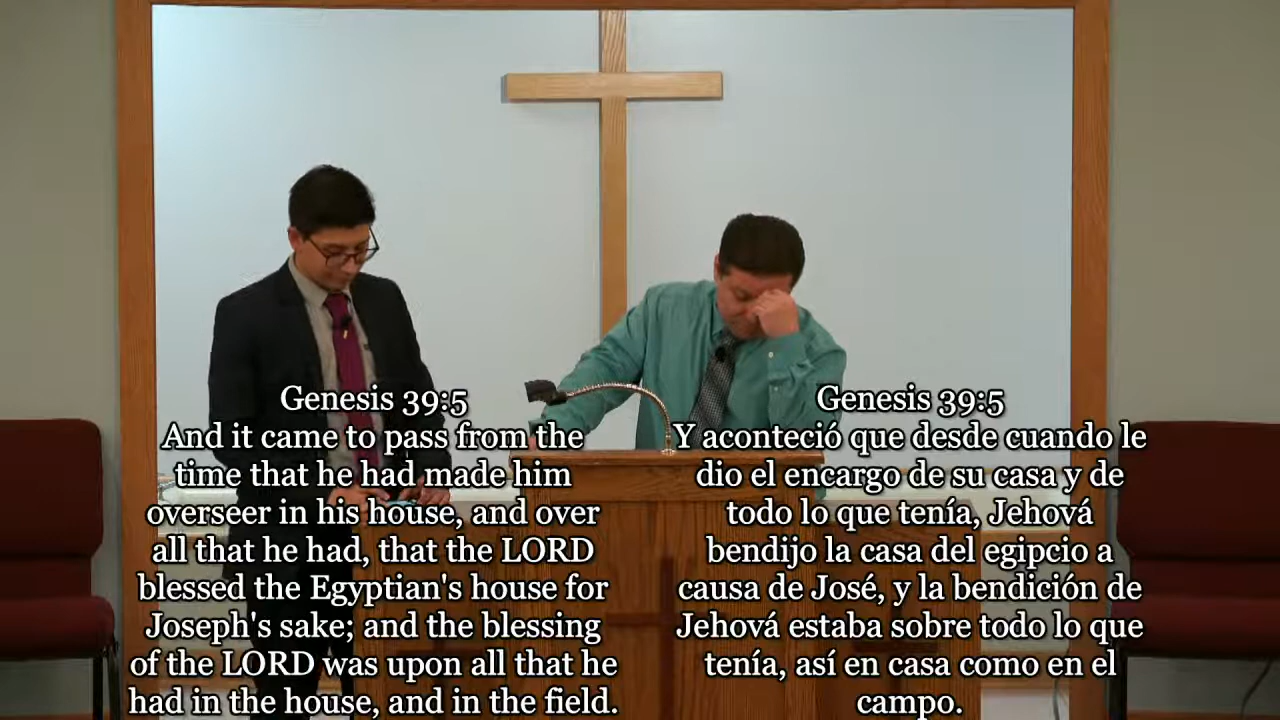 Genesis 39:5
And it came to pass from the
time that he had made him
overseer in his house, and over
all that he had, that the LORD
blessed the Egyptian's house for
Joseph's sake; and the blessing
of the LORD was upon all that he
had in the house, and in the field.
Genesis 39:5
Y aconteció que desde cuando le
dio el encargo de su casa y de
todo lo que tenía, Jehová
bendijo la casa del egipcio a
causa de José, y la bendición de
Jehová estaba sobre todo lo que
tenía, así en casa como en el
campo.